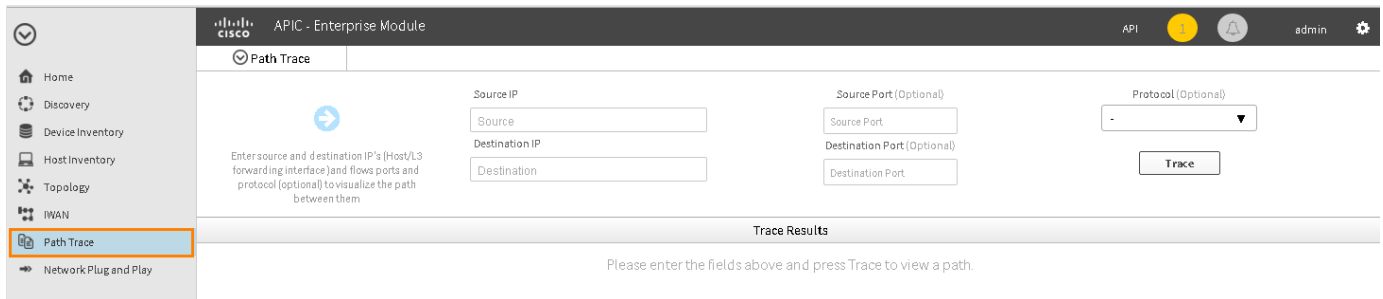 cisco
APIC - Enterprise Module
API
1
admin
Home
Discovery
Device Inventory
Host Inventory
Topology
IWAN
Path Trace
Network Plug and Play
Path Trace
Enter source and destination IP's (Host/L3
forwarding interface )and flows ports and
protocol (optional) to visualize the path
between them
Source IP
Source
Destination IP
Destination
Source Port (Optional)
Source Port
Destination Port (Optional)
Destination Port
Protocol (Optional)
-
Trace
Trace Results
Please enter the fields above and press Trace to view a path.